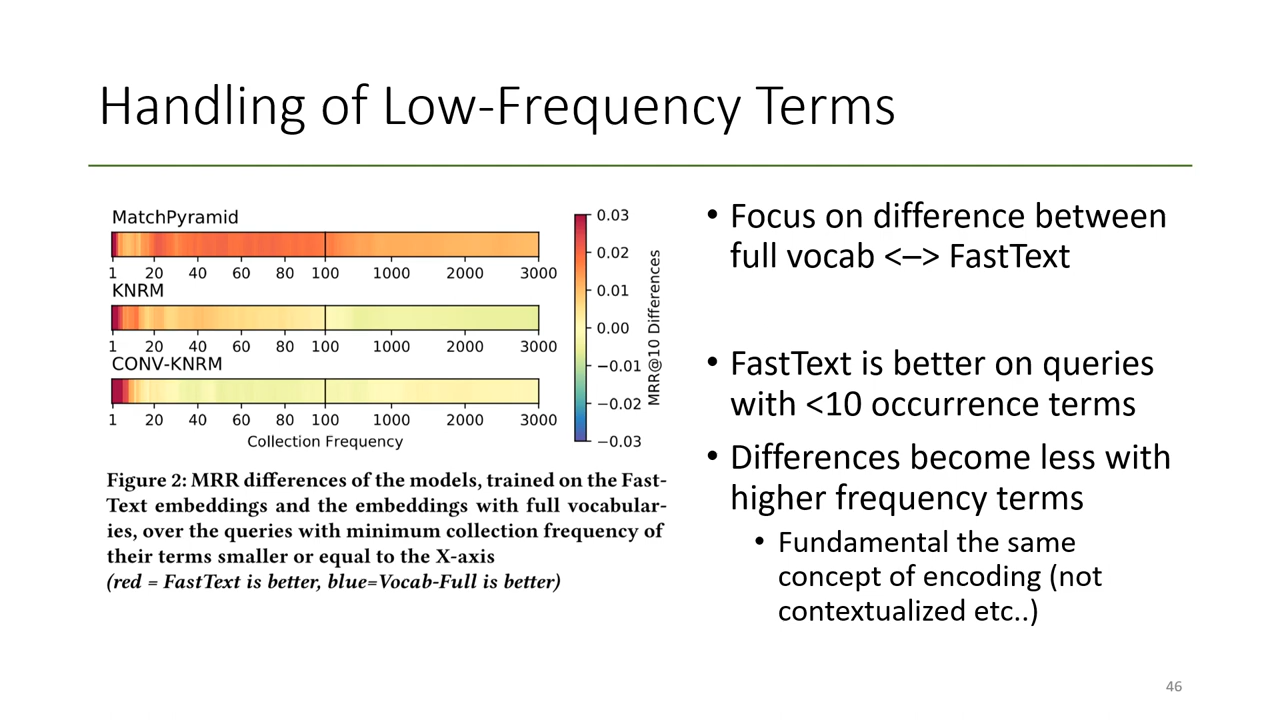 Handling of Low-Frequency Terms
MatchPyramid
1 20 40 60 80 100 1000 2000 3000
KNRM
1 20 40 60 80 100 1000 2000 3000
CONV-KNRM
1 20 40 60 80 100 1000 2000 3000
Collection Frequency
0.03
0.02
0.01
0.00
−0.01
−0.02
−0.03
MRR@10 Differences
Figure 2: MRR differences of the models, trained on the Fast-
Text embeddings and the embeddings with full vocabular-
ies, over the queries with minimum collection frequency of
their terms smaller or equal to the X-axis
(red = FastText is better, blue=Vocab-Full is better)
• Focus on difference between
full vocab <–> FastText
• FastText is better on queries
with <10 occurrence terms
• Differences become less with
higher frequency terms
• Fundamental the same
concept of encoding (not
contextualized etc..)
46